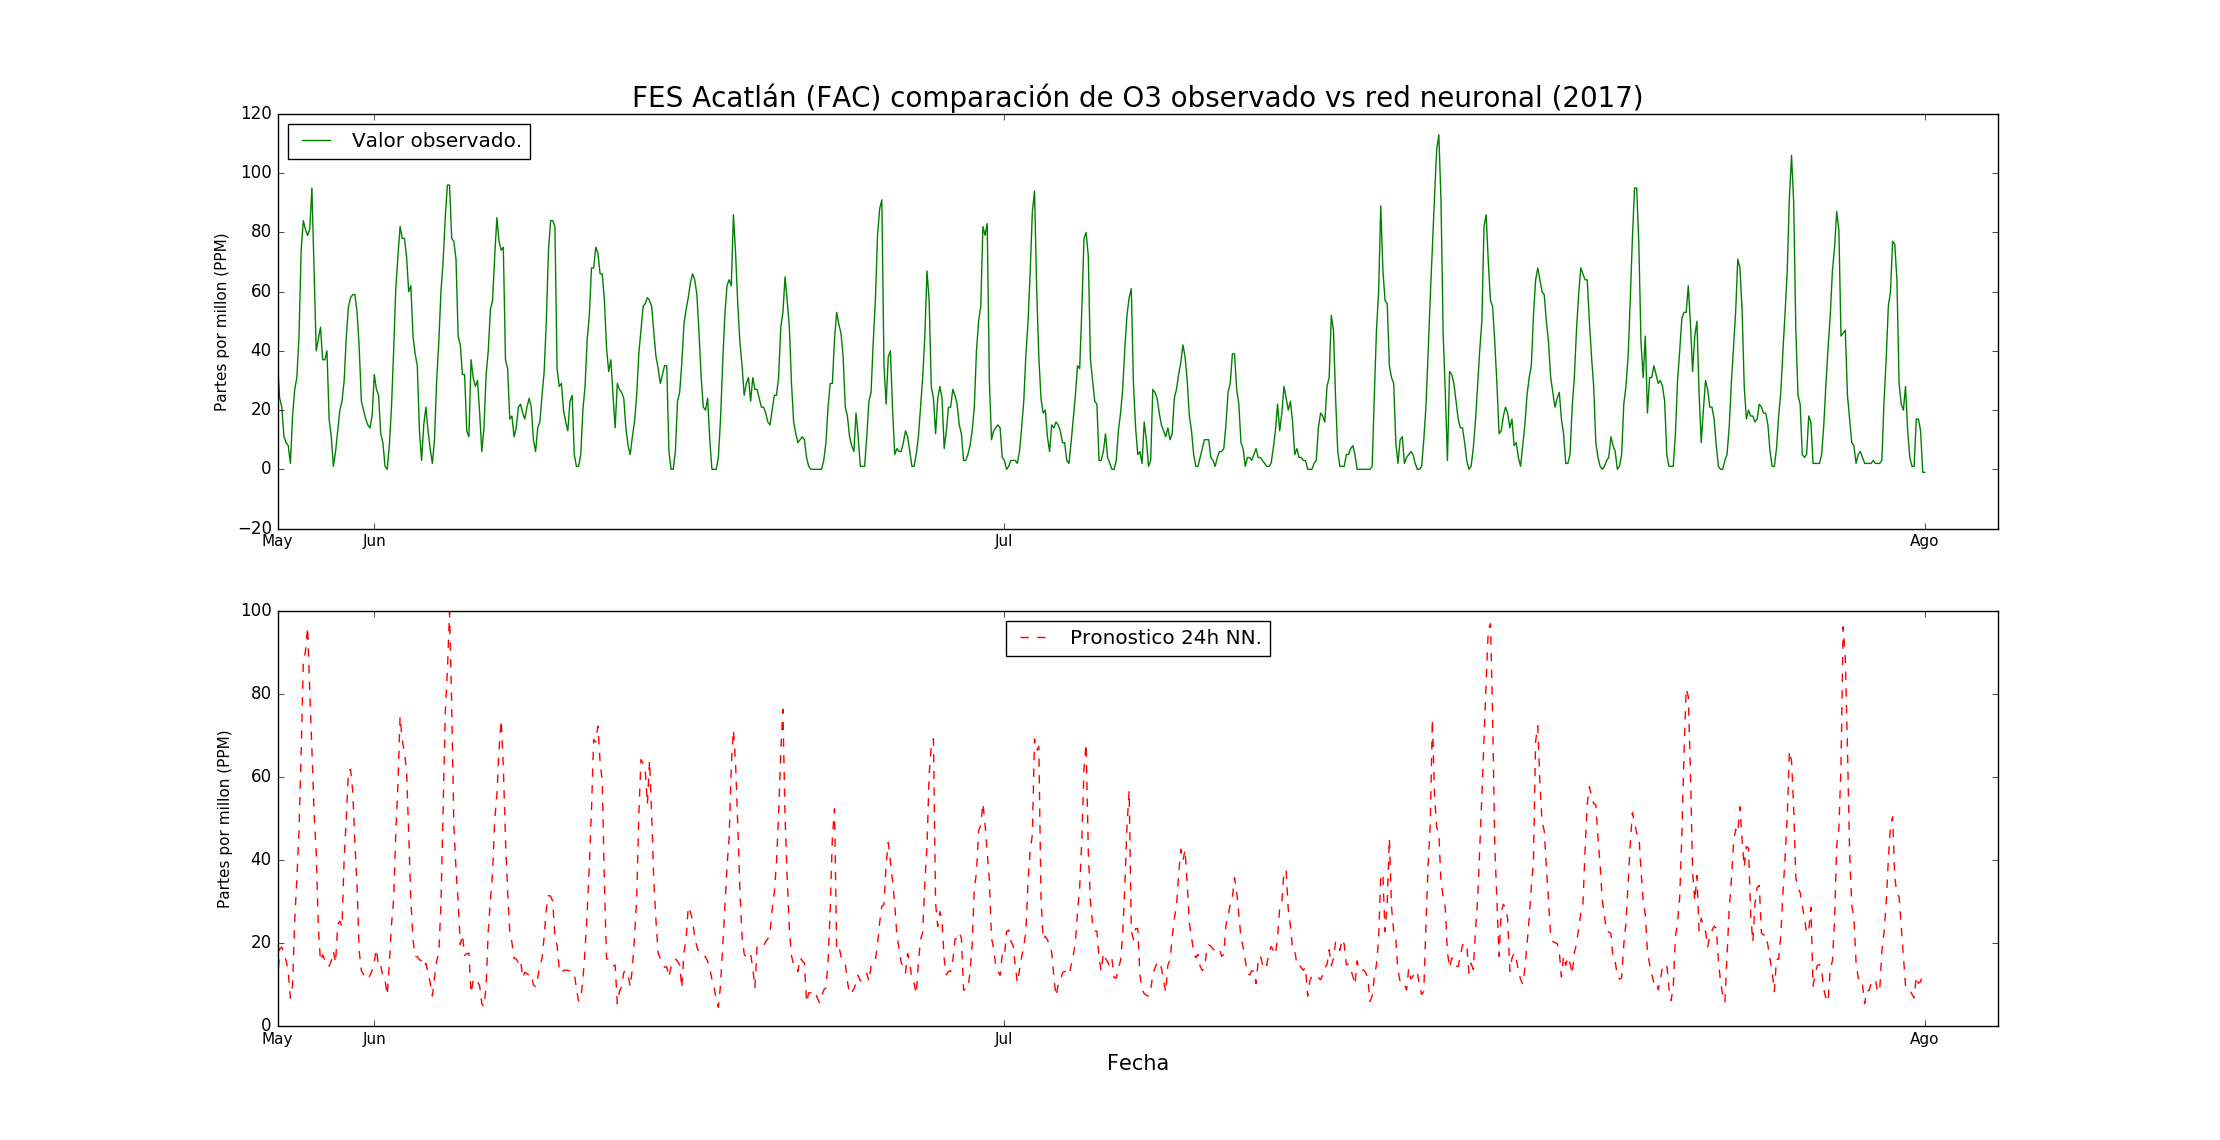 FES Acatlán (FAC) comparación de O3 observado vs red neuronal (2017)
120
100
80
60
40
20
0
−20
Partes por millon (PPM)
Valor observado.
May Jun Jul Ago
100
80
60
40
20
0
Partes por millon (PPM)
Pronostico 24h NN.
May Jun Jul Ago
Fecha